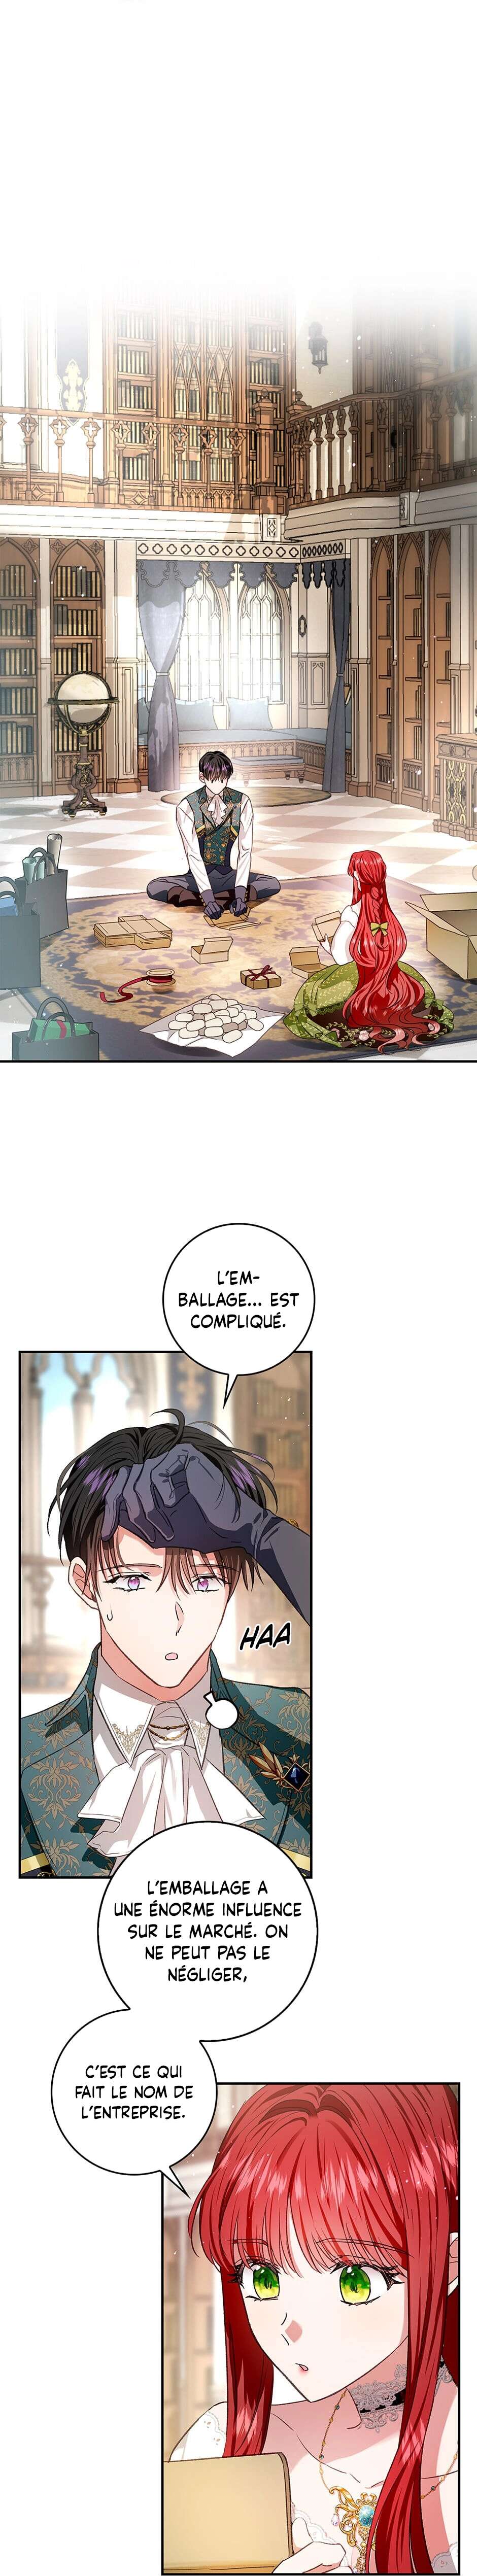 L'EM-
BALLAGE... EST
COMPLIQUÉ.
HAA
L'EMBALLAGE A
UNE ÉNORME INFLUENCE
SUR LE MARCHÉ. ON
NE PEUT PAS LE
NÉGLIGER,
C'EST CE QUI
FAIT LE NOM DE
L'ENTREPRISE.